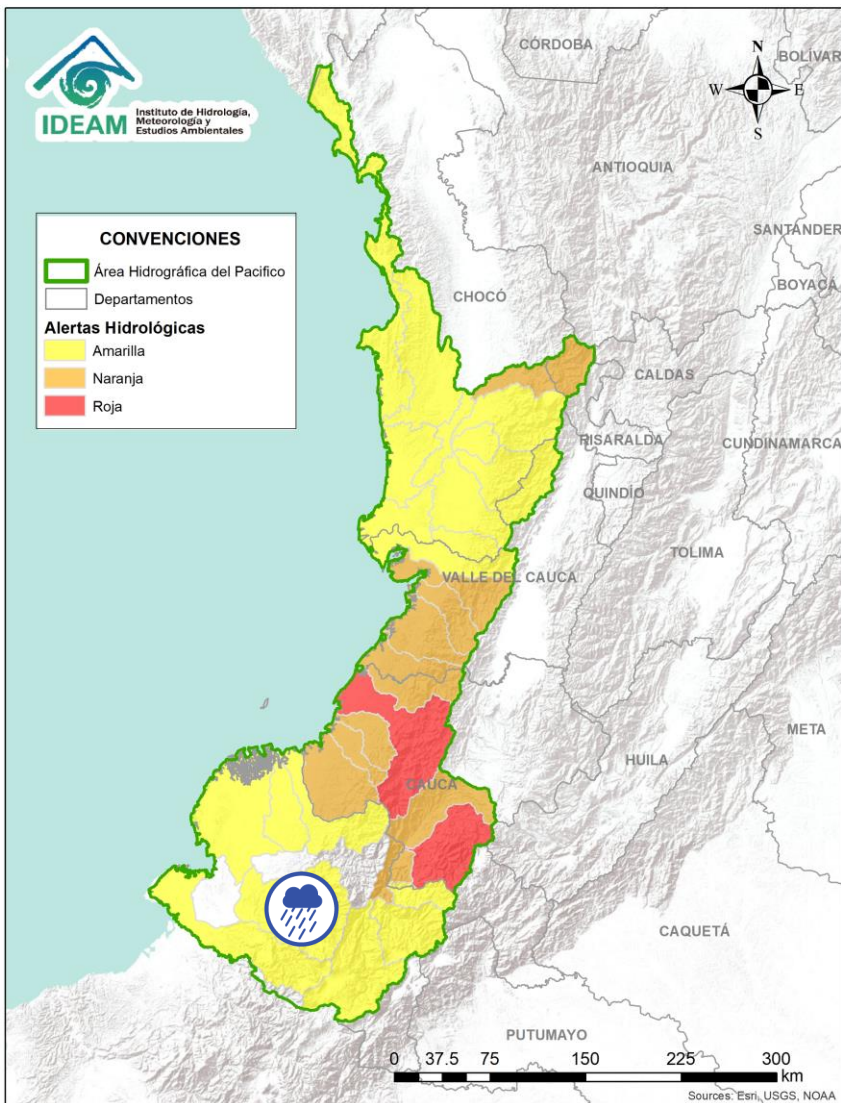 IDEAM
Instituto de Hidrología,
Meteorología y
Estudios Ambientales
CÓRDOBA
BOLÍVAR
N
W
E
S
ANTIOQUIA
SANTANDER
BOYACÁ
CONVENCIONES
Área Hidrográfica del Pacifico
Departamentos
Alertas Hidrológicas
Amarilla
Naranja
Roja
CHOCÓ
CALDAS
RISARALDA
CUNDINAMARCA
QUINDÍO
TOLIMA
VALLE DEL CAUCA
META
HUILA
CAUCA
CAQUETÁ
PUTUMAYO
0 37.5 75 150 225 300
km
Sources: Esri, USGS, NOAA